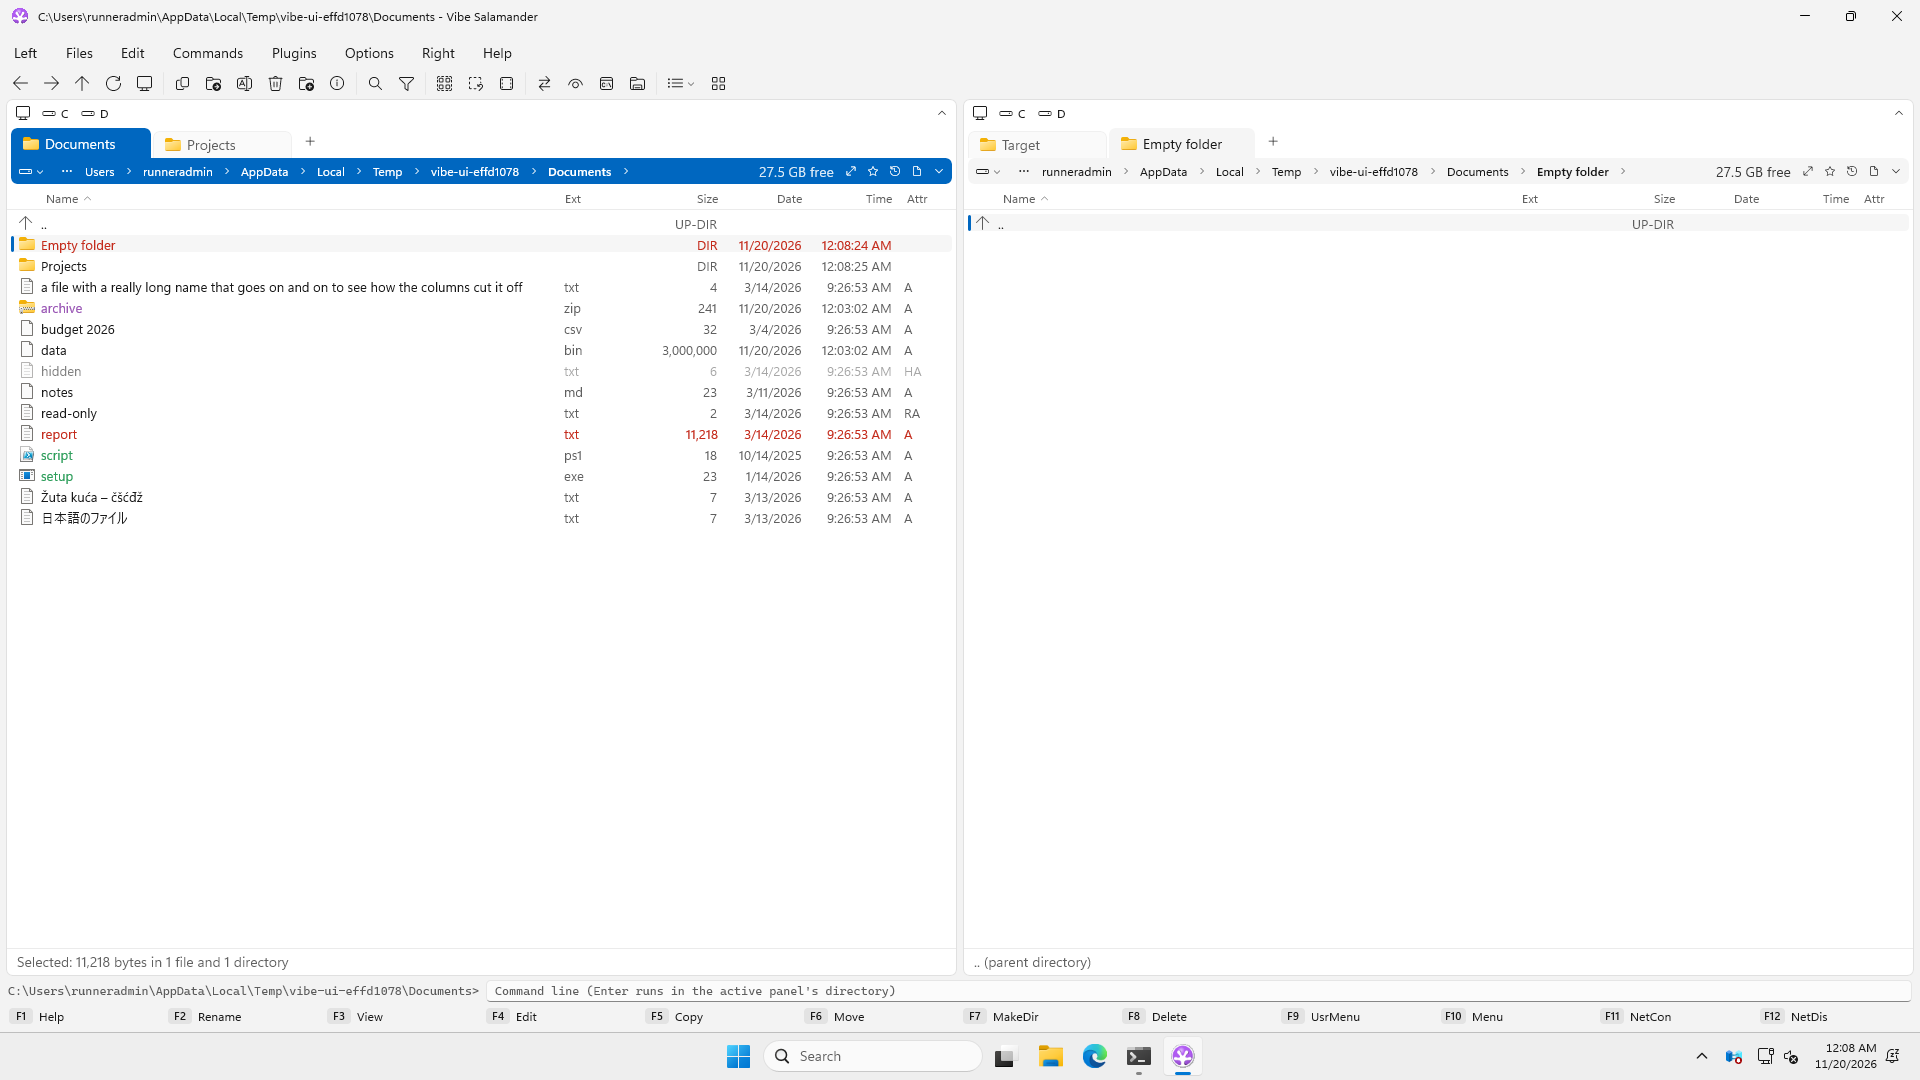 C:\Users\runneradmin\AppData\Local\Temp\vibe-ui-effd1078\Documents - Vibe Salamander
Left Files Edit Commands Plugins Options Right Help
C D
Documents Projects
Users runneradmin AppData Local Temp vibe-ui-effd1078 Documents 27.5 GB free
Name Ext Size Date Time Attr
.. UP-DIR
Empty folder DIR 11/20/2026 12:08:24 AM
Projects DIR 11/20/2026 12:08:25 AM
a file with a really long name that goes on and on to see how the columns cut it off txt 4 3/14/2026 9:26:53 AM A
archive zip 241 11/20/2026 12:03:02 AM A
budget 2026 csv 32 3/4/2026 9:26:53 AM A
data bin 3,000,000 11/20/2026 12:03:02 AM A
hidden txt 6 3/14/2026 9:26:53 AM HA
notes md 23 3/11/2026 9:26:53 AM A
read-only txt 2 3/14/2026 9:26:53 AM RA
report txt 11,218 3/14/2026 9:26:53 AM A
script ps1 18 10/14/2025 9:26:53 AM A
setup exe 23 1/14/2026 9:26:53 AM A
Žuta kuća – čšćđž txt 7 3/13/2026 9:26:53 AM A
日本語のファイル txt 7 3/13/2026 9:26:53 AM A
Selected: 11,218 bytes in 1 file and 1 directory
C D
Target Empty folder
runneradmin AppData Local Temp vibe-ui-effd1078 Documents Empty folder 27.5 GB free
Name Ext Size Date Time Attr
.. UP-DIR
.. (parent directory)
C:\Users\runneradmin\AppData\Local\Temp\vibe-ui-effd1078\Documents> Command line (Enter runs in the active panel's directory)
F1 Help F2 Rename F3 View F4 Edit F5 Copy F6 Move F7 MakeDir F8 Delete F9 UsrMenu F10 Menu F11 NetCon F12 NetDis
Search
12:08 AM
11/20/2026